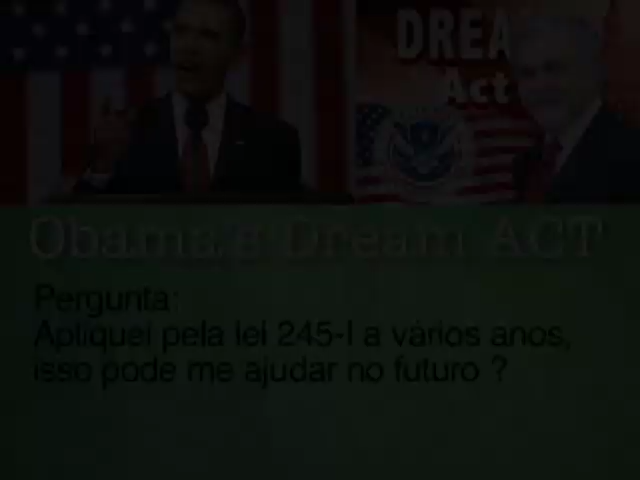 DREA
Act
Obama's Dream ACT
Pergunta:
Apliquei pela lei 245-I a vários anos,
isso pode me ajudar no futuro ?